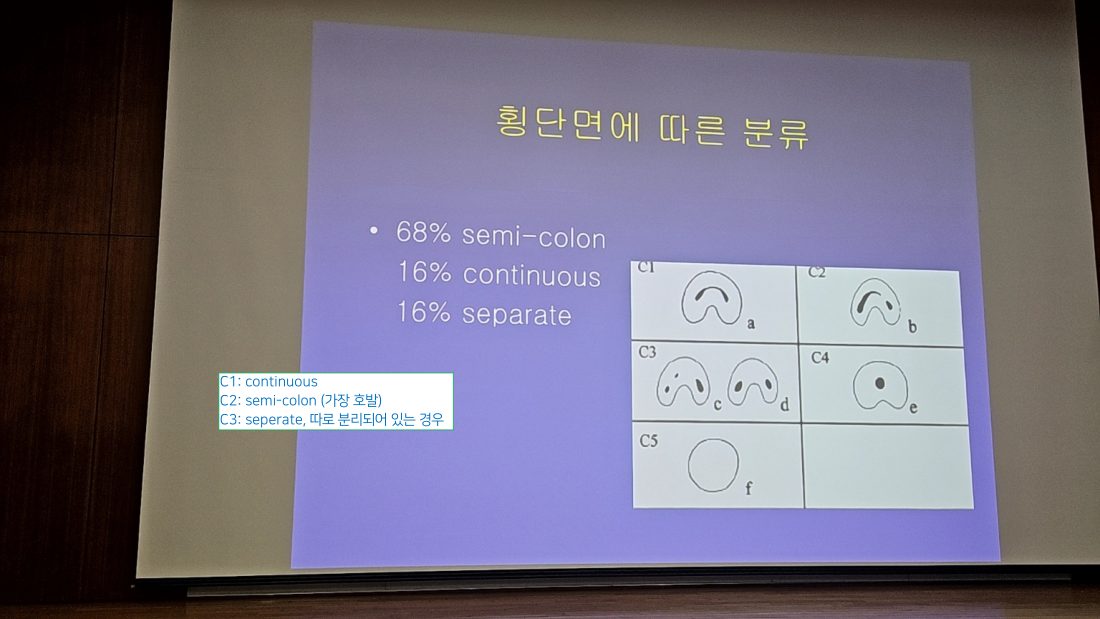 횡단면에 따른 분류
• 68% semi-colon
16% continuous
16% separate
C1: continuous
C2: semi-colon (가장 호발)
C3: seperate, 따로 분리되어 있는 경우
C1
a
C2
b
C3
c
d
C4
e
C5
f